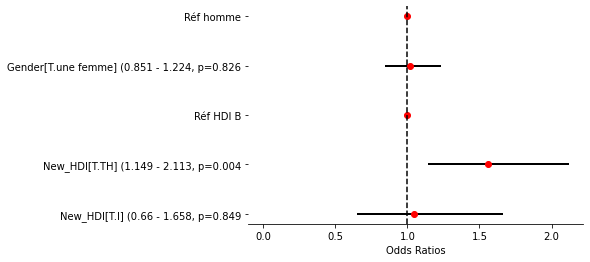 Réf homme
Gender[T.une femme] (0.851 - 1.224, p=0.826
Réf HDI B
New_HDI[T.TH] (1.149 - 2.113, p=0.004
New_HDI[T.I] (0.66 - 1.658, p=0.849
0.0 0.5 1.0 1.5 2.0
Odds Ratios